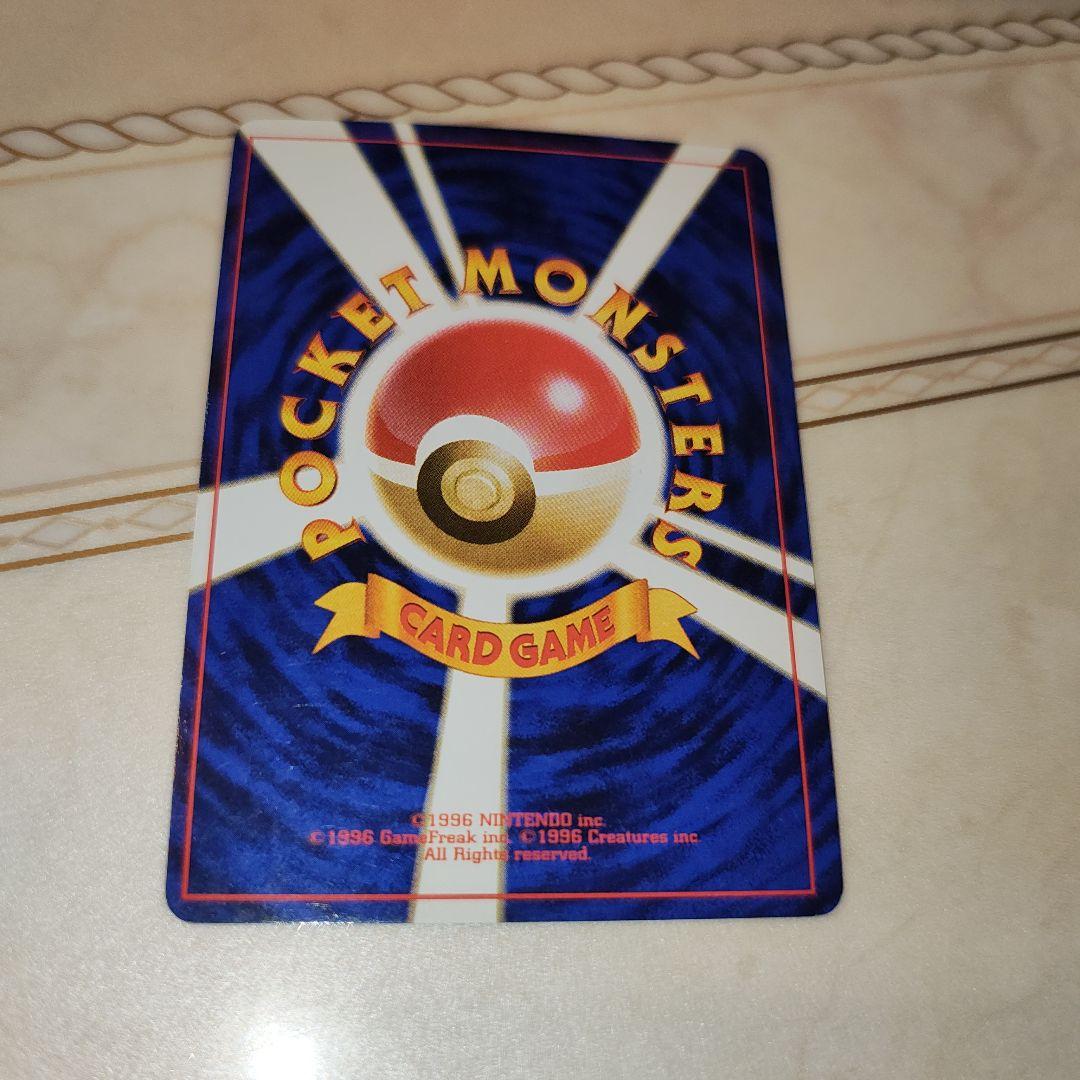 POCKET MONSTERS
CARD GAME
©1996 NINTENDO inc.
©1996 GameFreak inc. ©1996 Creatures inc.
All Rights reserved.